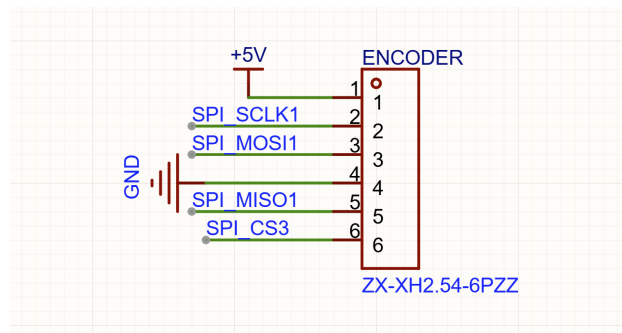 +5V
ENCODER
1
1
SPI_SCLK1
2
2
SPI_MOSI1
3
3
GND
4
4
SPI_MISO1
5
5
SPI_CS3
6
6
ZX-XH2.54-6PZZ